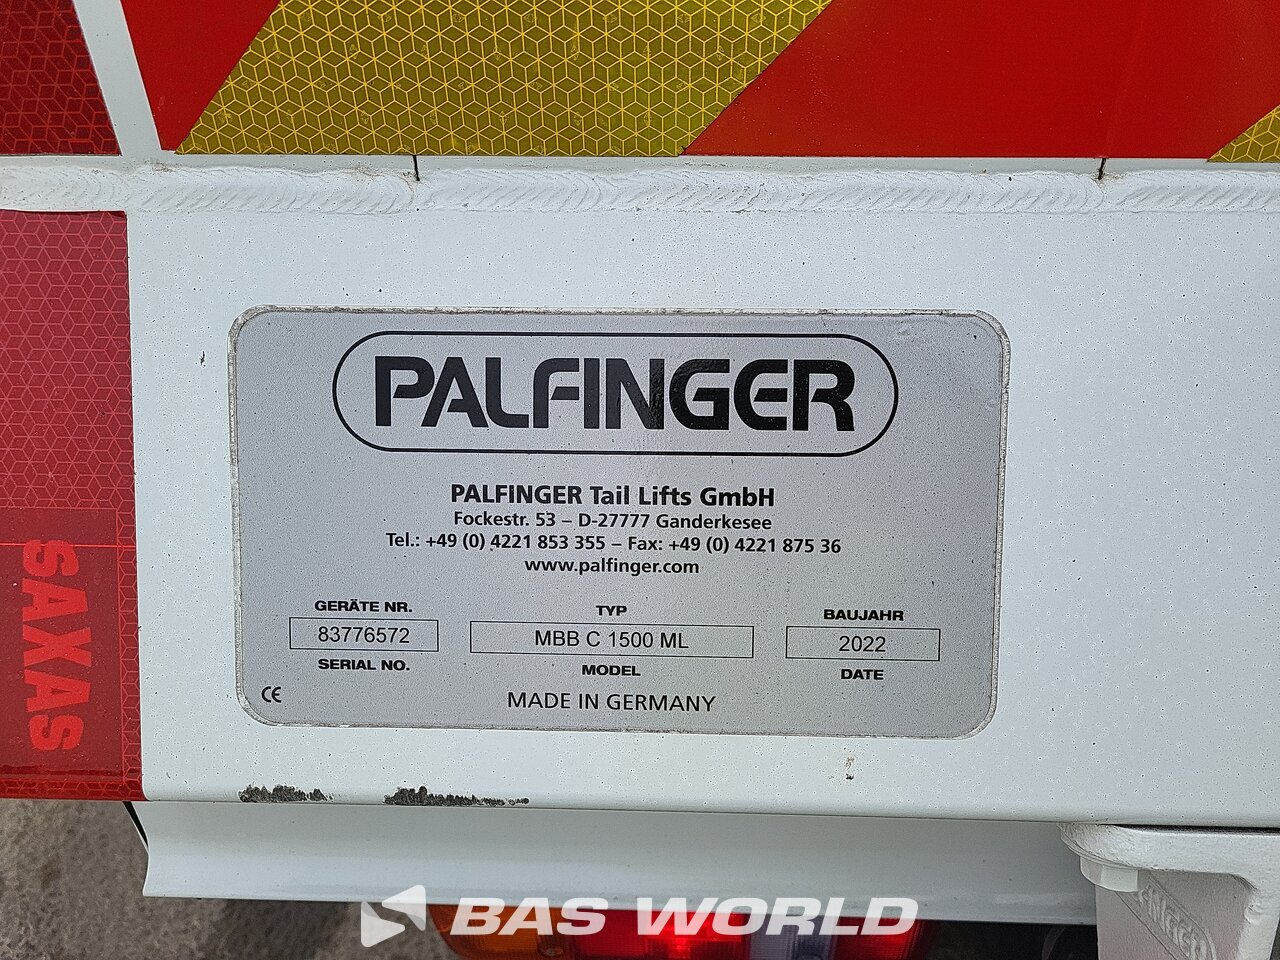 PALFINGER
PALFINGER Tail Lifts GmbH
Fockestr. 53 – D-27777 Ganderkesee
Tel.: +49 (0) 4221 853 355 – Fax: +49 (0) 4221 875 36
www.palfinger.com
GERÄTE NR. TYP BAUJAHR
83776572 MBB C 1500 ML 2022
SERIAL NO. MODEL DATE
CE MADE IN GERMANY
SAXAS
BAS WORLD